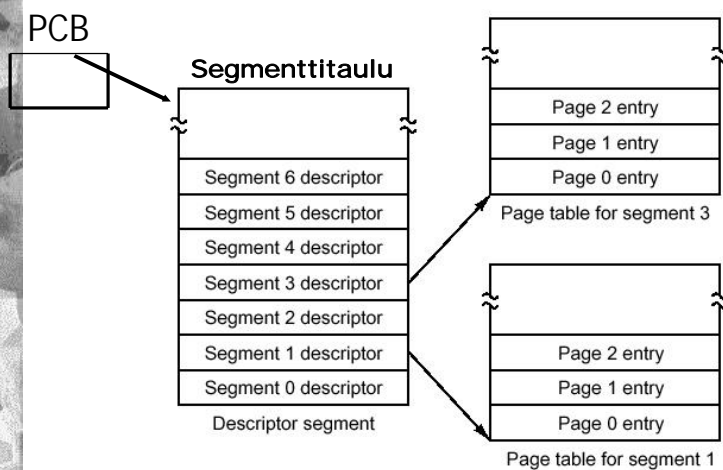 PCB
Segmenttitaulu
Segment 6 descriptor
Segment 5 descriptor
Segment 4 descriptor
Segment 3 descriptor
Segment 2 descriptor
Segment 1 descriptor
Segment 0 descriptor
Descriptor segment
Page 2 entry
Page 1 entry
Page 0 entry
Page table for segment 3
Page 2 entry
Page 1 entry
Page 0 entry
Page table for segment 1